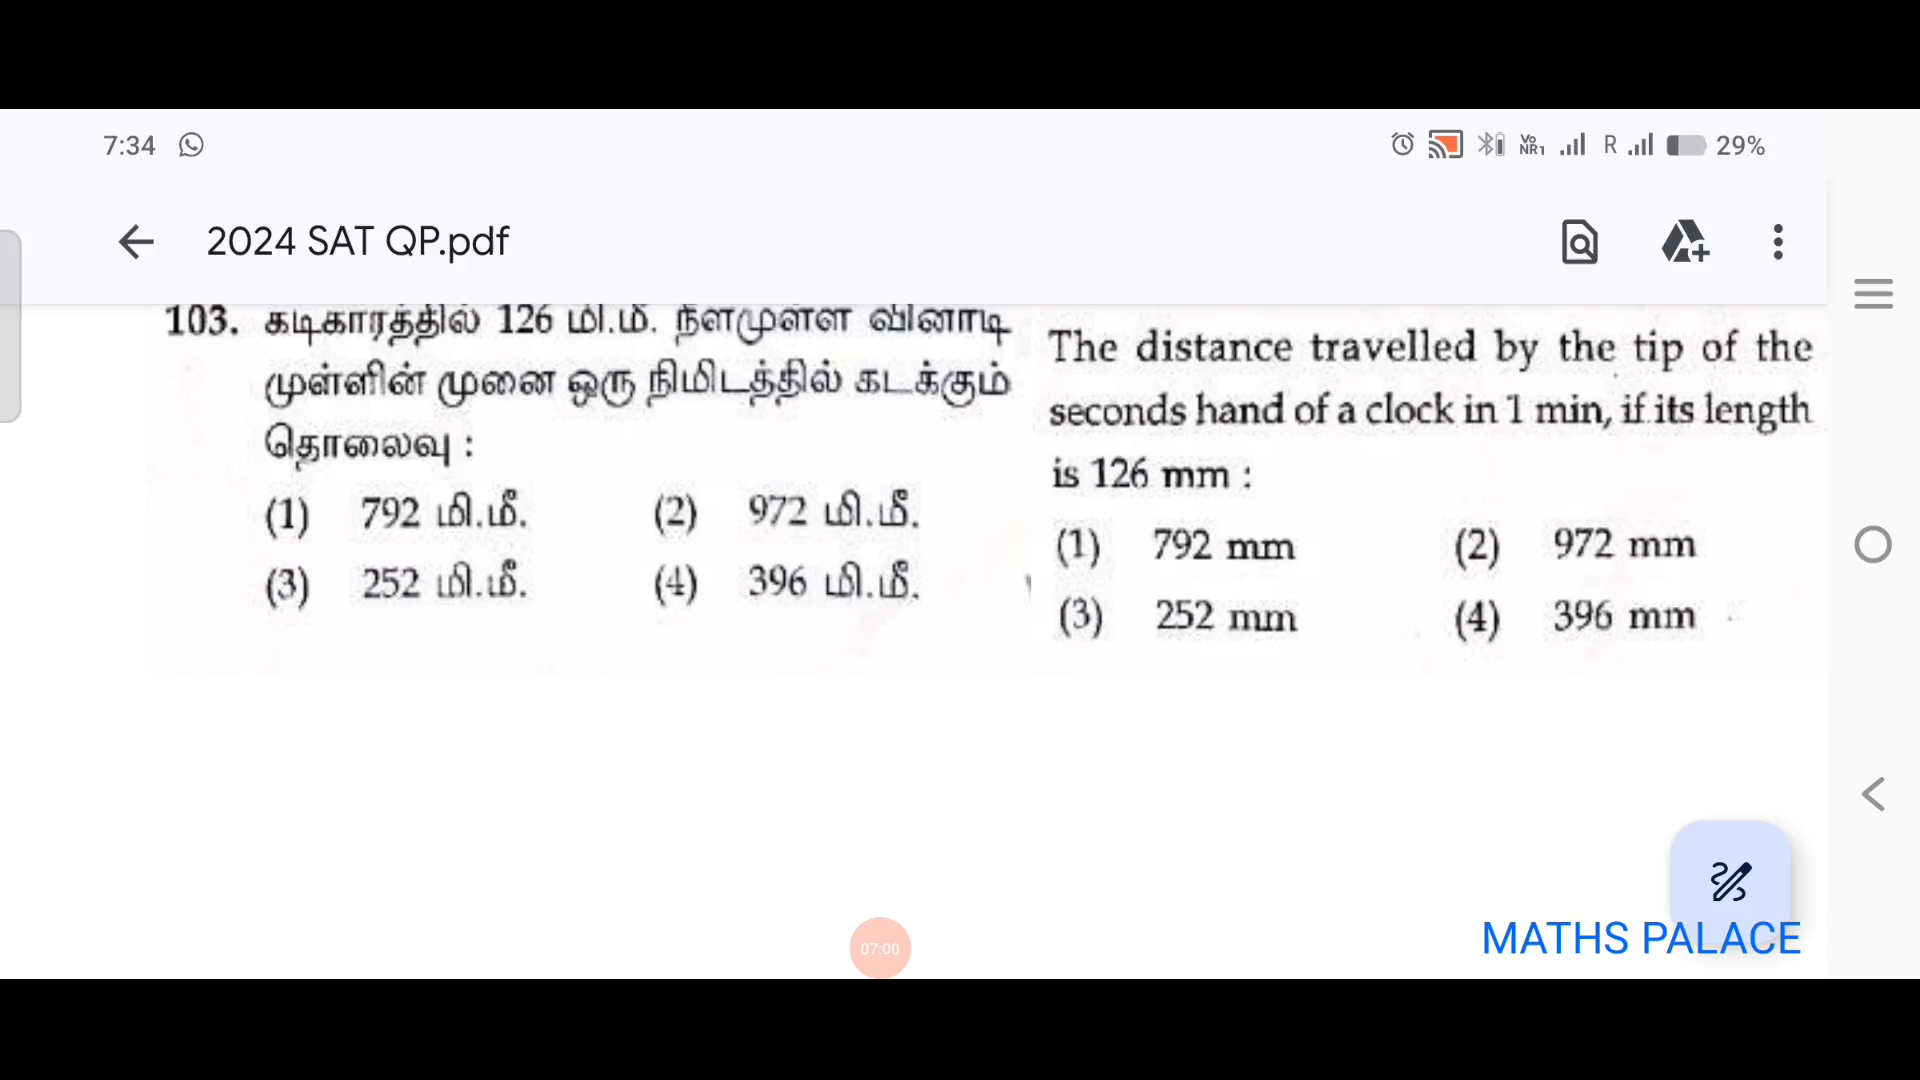 7:34
VO NR1 R 29%
2024 SAT QP.pdf
103. கடிகாரத்தில் 126 மி.மீ. நீளமுள்ள வினாடி
முள்ளின் முனை ஒரு நிமிடத்தில் கடக்கும்
தொலைவு :
(1) 792 மி.மீ. (2) 972 மி.மீ.
(3) 252 மி.மீ. (4) 396 மி.மீ.
The distance travelled by the tip of the
seconds hand of a clock in 1 min, if its length
is 126 mm :
(1) 792 mm (2) 972 mm
(3) 252 mm (4) 396 mm
07:00
MATHS PALACE